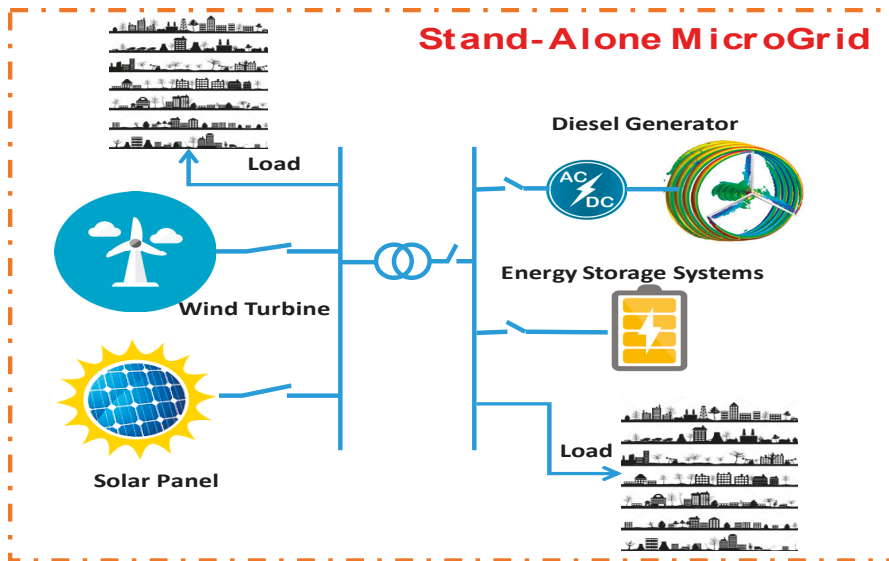 Stand-Alone MicroGrid
Load
Diesel Generator
AC
DC
Wind Turbine
Energy Storage Systems
Solar Panel
Load